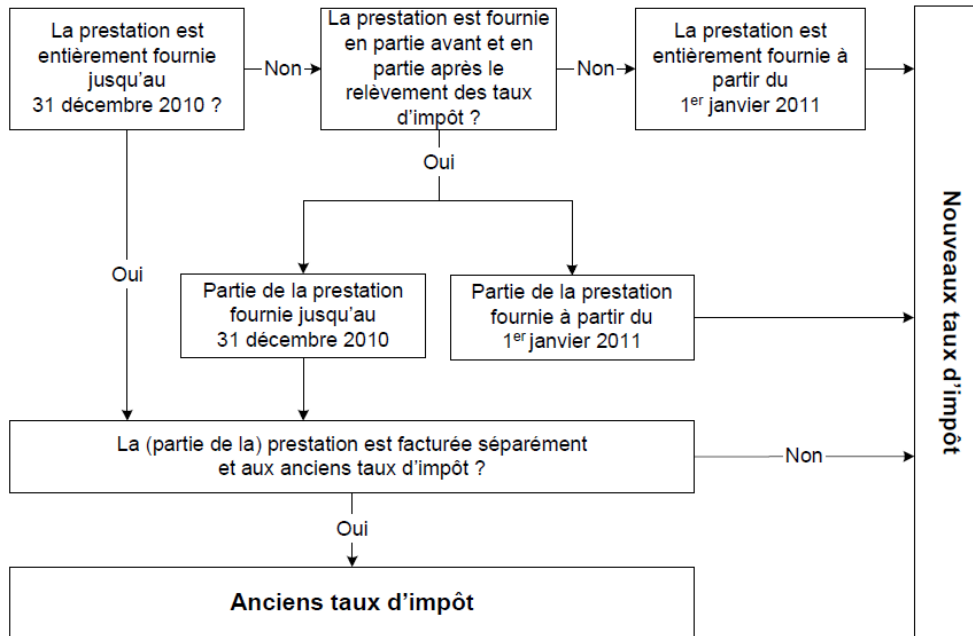 La prestation est
entièrement fournie
jusqu'au
31 décembre 2010 ?
Non
La prestation est fournie
en partie avant et en
partie après le
relèvement des taux
d'impôt ?
Non
La prestation est
entièrement fournie à
partir du
1er janvier 2011
Oui
Oui
Partie de la prestation
fournie jusqu'au
31 décembre 2010
Partie de la prestation
fournie à partir du
1er janvier 2011
La (partie de la) prestation est facturée séparément
et aux anciens taux d'impôt ?
Non
Oui
Anciens taux d'impôt
Nouveaux taux d'impôt